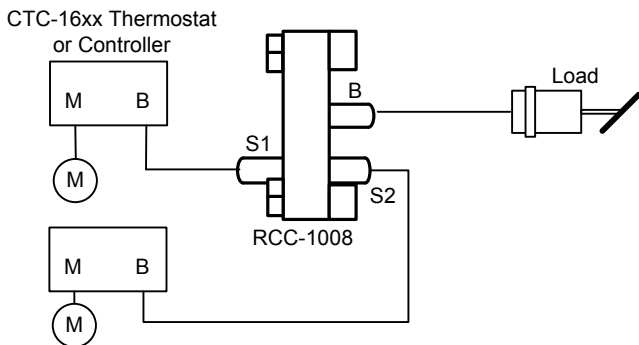 CTC-16xx Thermostat
or Controller
M B
M
S1
B
S2
RCC-1008
Load
M B
M